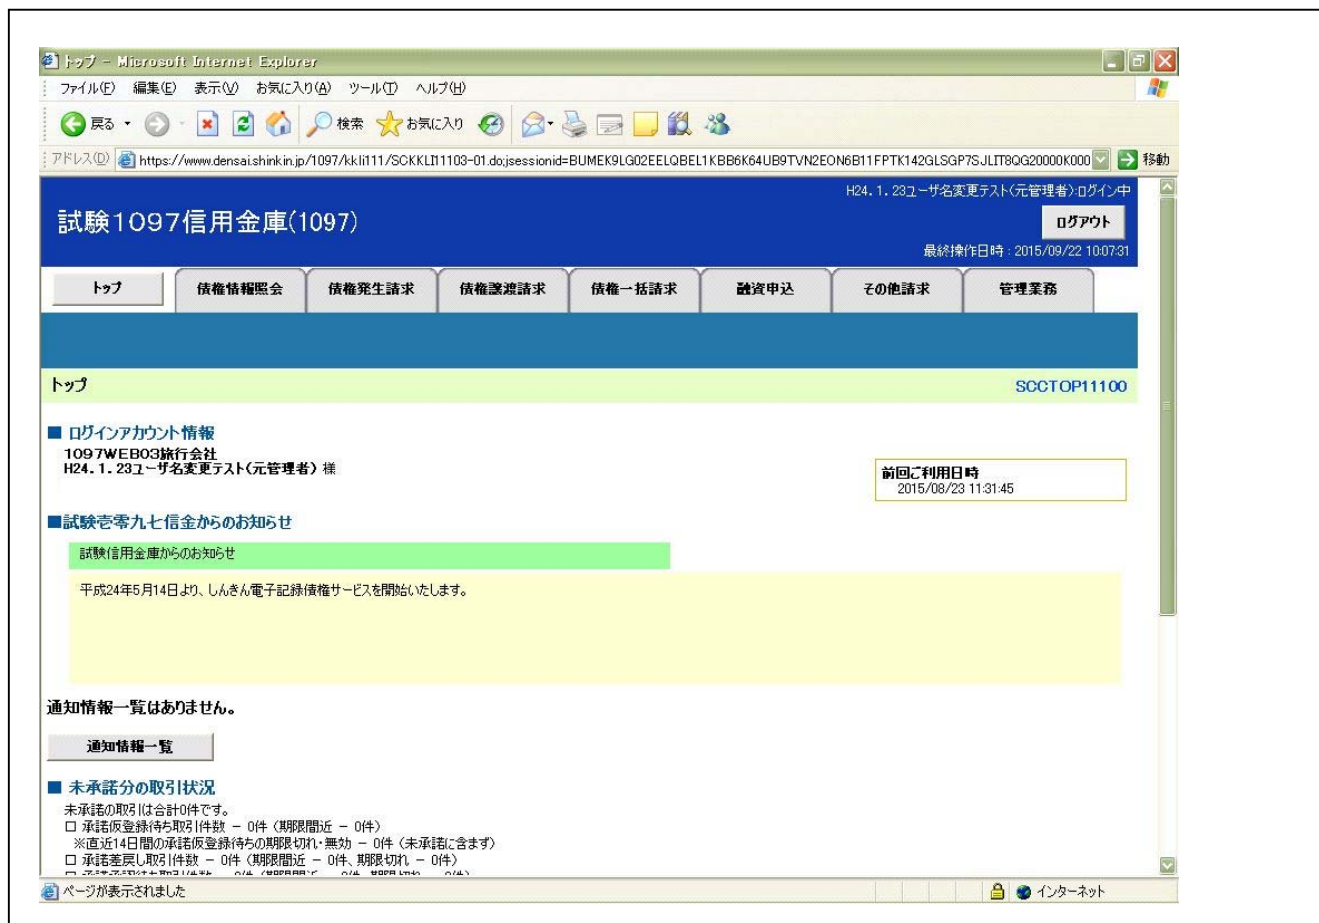 トップ - Microsoft Internet Explorer
ファイル(F) 編集(E) 表示(V) お気に入り(A) ツール(T) ヘルプ(H)
戻る 検索 お気に入り
アドレス(D) https://www.densai.shinkin.jp/1097/kkli111/SCKKLI11103-01.do;jsessionid=BUMEK9LG02EELQBEL1KBB6K64UB9TVN2EON6B11FPTK142GLSGP7SJLIT8QG20000K000 移動
H24.1.23ユーザ名変更テスト(元管理者):ログイン中
試験1097信用金庫(1097)
ログアウト
最終操作日時:2015/09/22 10:07:31
トップ 債権情報照会 債権発生請求 債権譲渡請求 債権一括請求 融資申込 その他請求 管理業務
トップ SCCTOP11100
■ ログインアカウント情報
1097WEB03旅行会社
H24.1.23ユーザ名変更テスト(元管理者) 様
前回ご利用日時
2015/08/23 11:31:45
■試験壱零九七信金からのお知らせ
試験信用金庫からのお知らせ
平成24年5月14日より、しんきん電子記録債権サービスを開始いたします。
通知情報一覧はありません。
通知情報一覧
■ 未承諾分の取引状況
未承諾の取引は合計0件です。
□ 承諾仮登録待ち取引件数 - 0件 (期限間近 - 0件)
※直近14日間の承諾仮登録待ちの期限切れ・無効 - 0件 (未承諾に含まず)
□ 承諾差戻し取引件数 - 0件 (期限間近 - 0件、期限切れ - 0件)
ページが表示されました インターネット